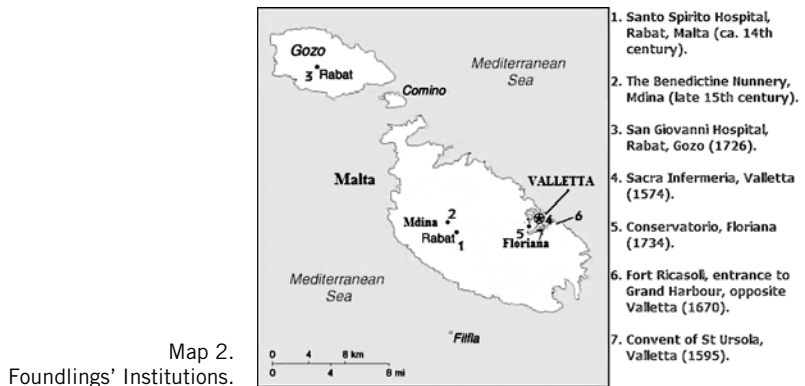 Gozo
3 Rabat
Comino
Mediterranean
Sea
Malta
VALLETTA
4
6
5
7
Floriana
Mdina
2
Rabat
1
Mediterranean
Sea
Filfla
0 4 8 km
0 4 8 mi
1. Santo Spirito Hospital,
Rabat, Malta (ca. 14th
century).
2. The Benedictine Nunnery,
Mdina (late 15th century).
3. San Giovanni Hospital,
Rabat, Gozo (1726).
4. Sacra Infermeria, Valletta
(1574).
5. Conservatorio, Floriana
(1734).
6. Fort Ricasoli, entrance to
Grand Harbour, opposite
Valletta (1670).
7. Convent of St Ursola,
Valletta (1595).
Map 2.
Foundlings' Institutions.